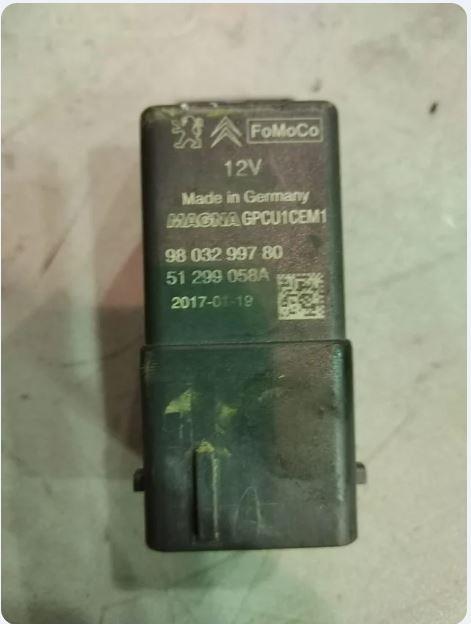 FoMoCo
12V
Made in Germany
MAGNA GPCU1CEM1
98 032 997 80
51 299 058A
2017-01-19